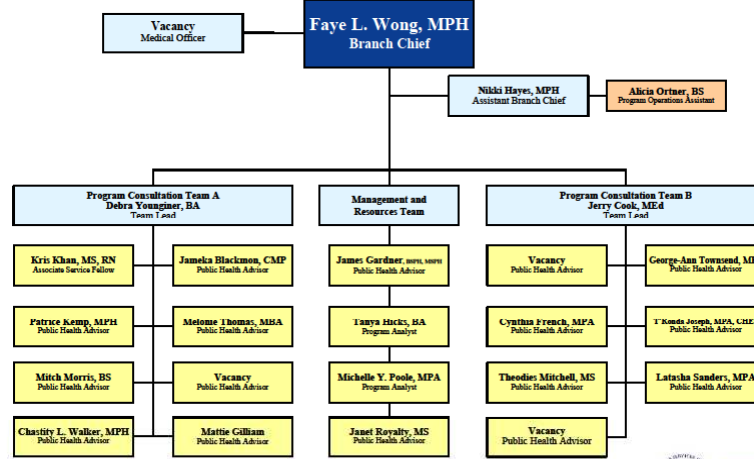 Vacancy
Medical Officer
Faye L. Wong, MPH
Branch Chief
Nikki Hayes, MPH
Assistant Branch Chief
Alicia Ortner, BS
Program Operations Assistant
Program Consultation Team A
Debra Younginer, BA
Team Lead
Management and
Resources Team
Program Consultation Team B
Jerry Cook, MEd
Team Lead
Kris Khan, MS, RN
Associate Service Fellow
Jameka Blackmon, CMP
Public Health Advisor
James Gardner, BSPH, MSPH
Public Health Advisor
Vacancy
Public Health Advisor
George-Ann Townsend,
Public Health Advisor
Patrice Kemp, MPH
Public Health Advisor
Melonie Thomas, MBA
Public Health Advisor
Tanya Hicks, BA
Program Analyst
Cynthia French, MPA
Public Health Advisor
T'Ronda Joseph, MPA,
Public Health Advisor
Mitch Morris, BS
Public Health Advisor
Vacancy
Public Health Advisor
Michelle Y. Poole, MPA
Program Analyst
Theodies Mitchell, MS
Public Health Advisor
Latasha Sanders, MPA
Public Health Advisor
Chastity L. Walker, MPH
Public Health Advisor
Mattie Gilliam
Public Health Advisor
Janet Royalty, MS
Public Health Advisor
Vacancy
Public Health Advisor